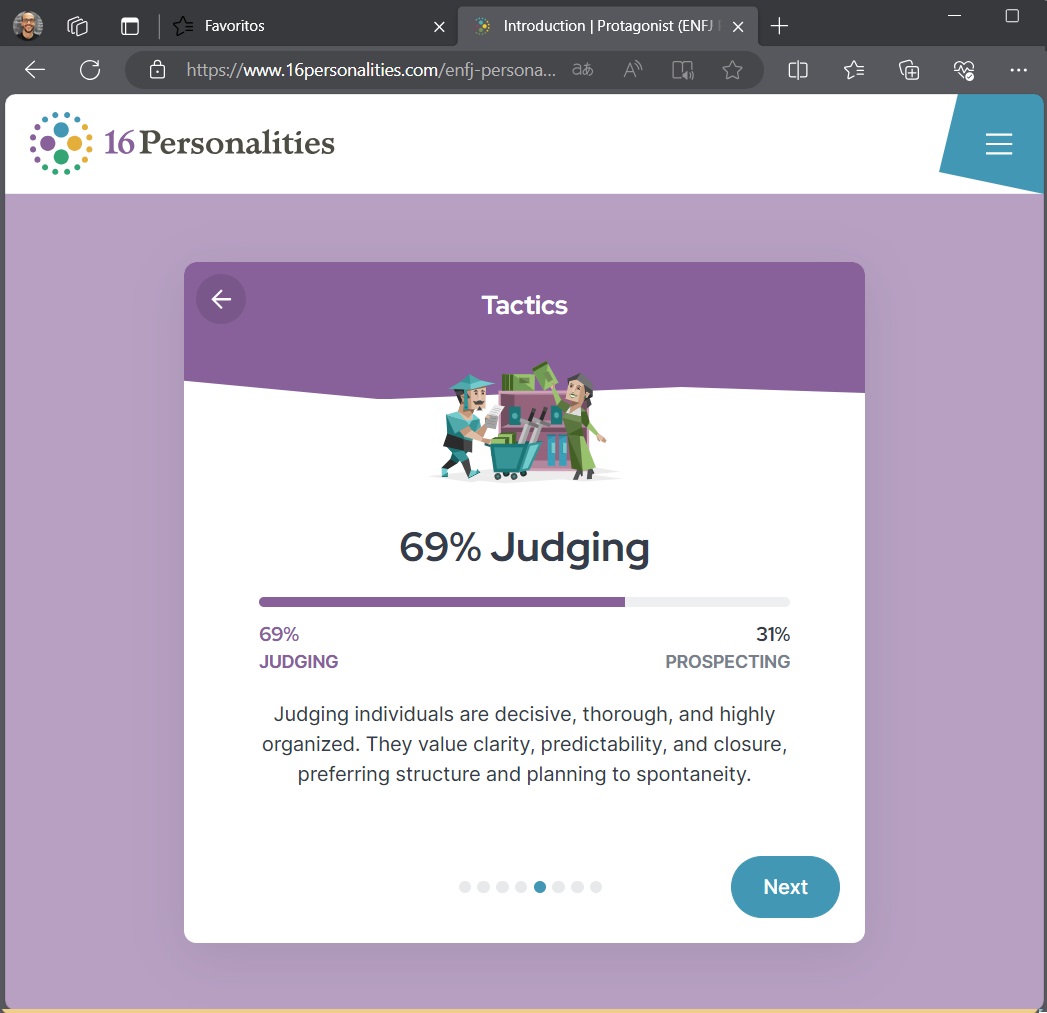 Favoritos
Introduction | Protagonist (ENFJ
https://www.16personalities.com/enfj-persona...
aあ
A
16Personalities
Tactics
69% Judging
69%
31%
JUDGING
PROSPECTING
Judging individuals are decisive, thorough, and highly
organized. They value clarity, predictability, and closure,
preferring structure and planning to spontaneity.
Next